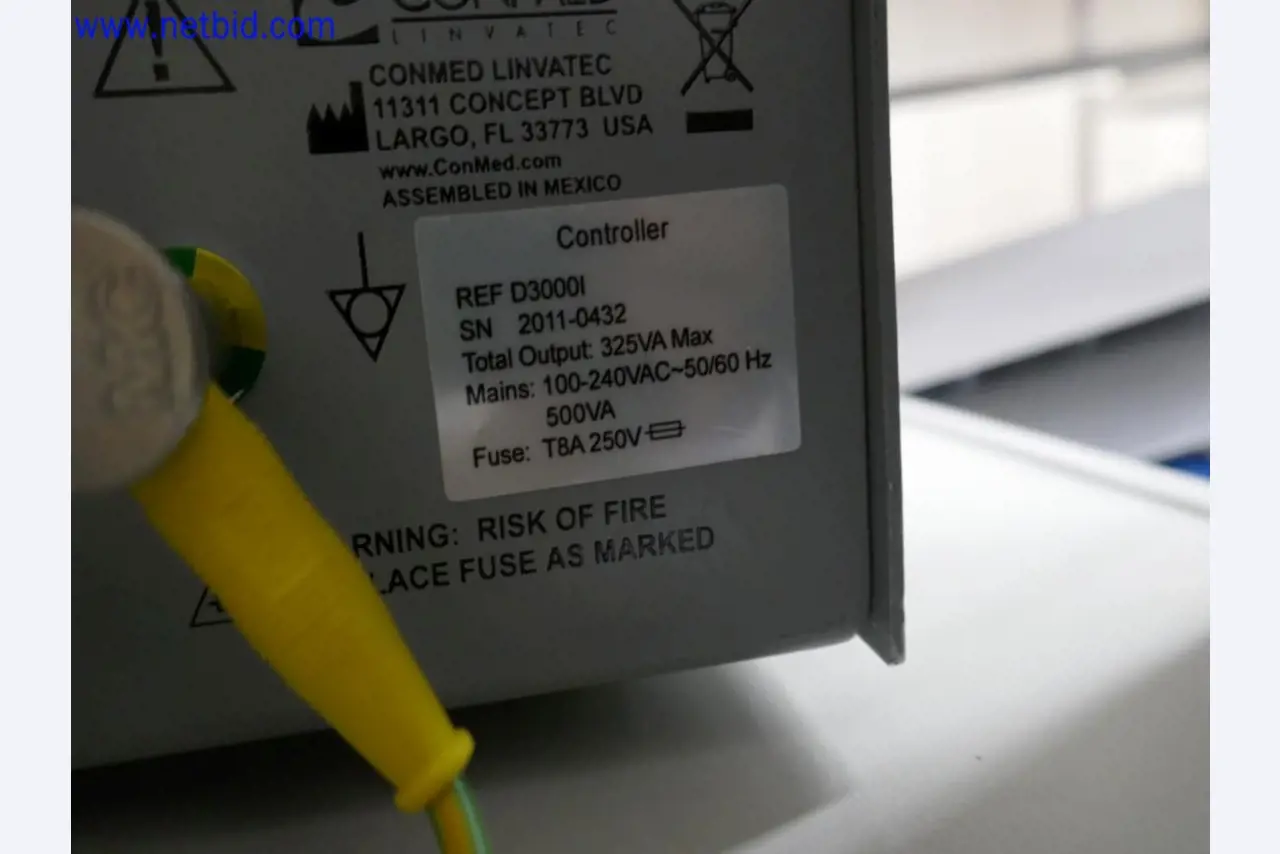 www.netbid.com
CONMED
LINVATEC
CONMED LINVATEC
11311 CONCEPT BLVD
LARGO, FL 33773 USA
www.ConMed.com
ASSEMBLED IN MEXICO
Controller
REF D3000I
SN 2011-0432
Total Output: 325VA Max
Mains: 100-240VAC~50/60 Hz
500VA
Fuse: T8A 250V
RNING: RISK OF FIRE
LACE FUSE AS MARKED